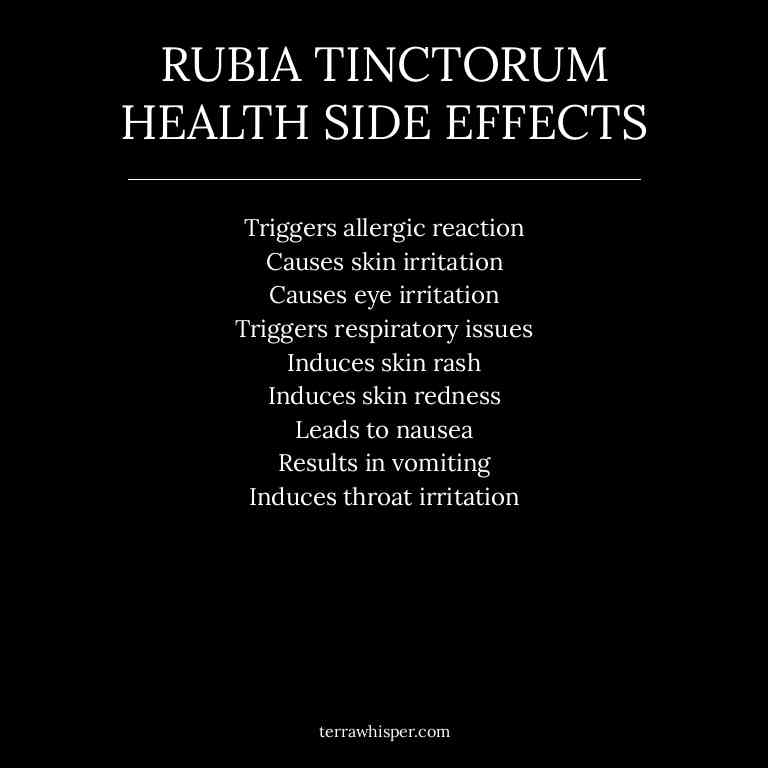 RUBIA TINCTORUM
HEALTH SIDE EFFECTS
Triggers allergic reaction
Causes skin irritation
Causes eye irritation
Triggers respiratory issues
Induces skin rash
Induces skin redness
Leads to nausea
Results in vomiting
Induces throat irritation
terrawhisper.com